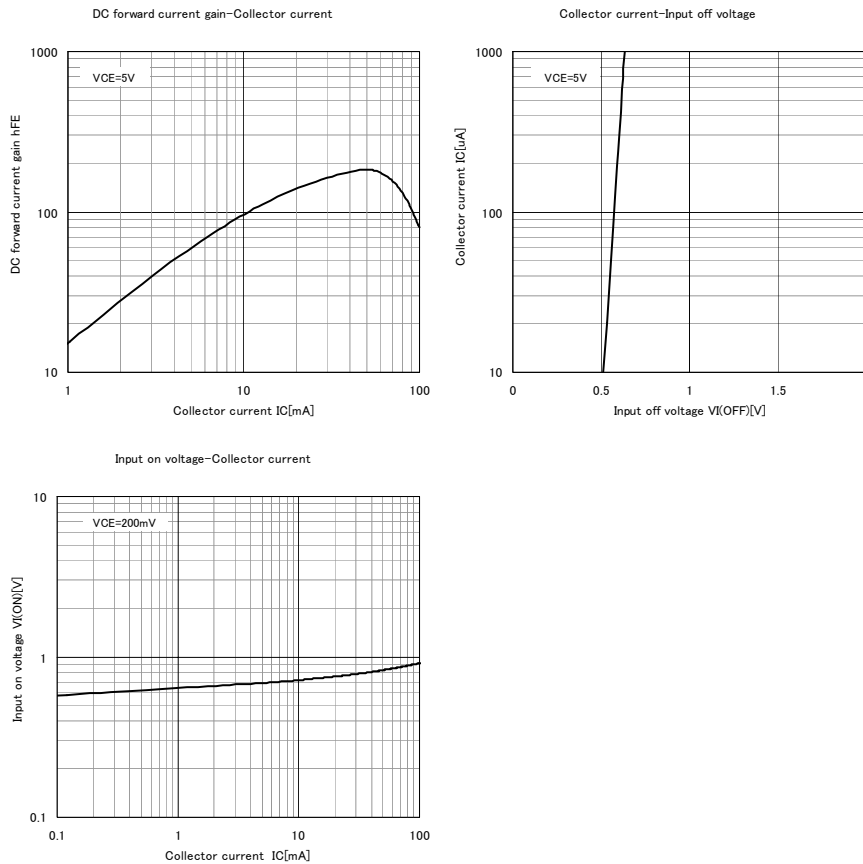 DC forward current gain-Collector current
1000
VCE=5V
DC forward current gain hFE
100
10
1
10
100
Collector current IC[mA]
Collector current-Input off voltage
1000
VCE=5V
Collector current IC[uA]
100
10
0
0.5
1
1.5
Input off voltage VI(OFF)[V]
Input on voltage-Collector current
10
VCE=200mV
Input on voltage VI(ON)[V]
1
0.1
0.1
1
10
100
Collector current IC[mA]